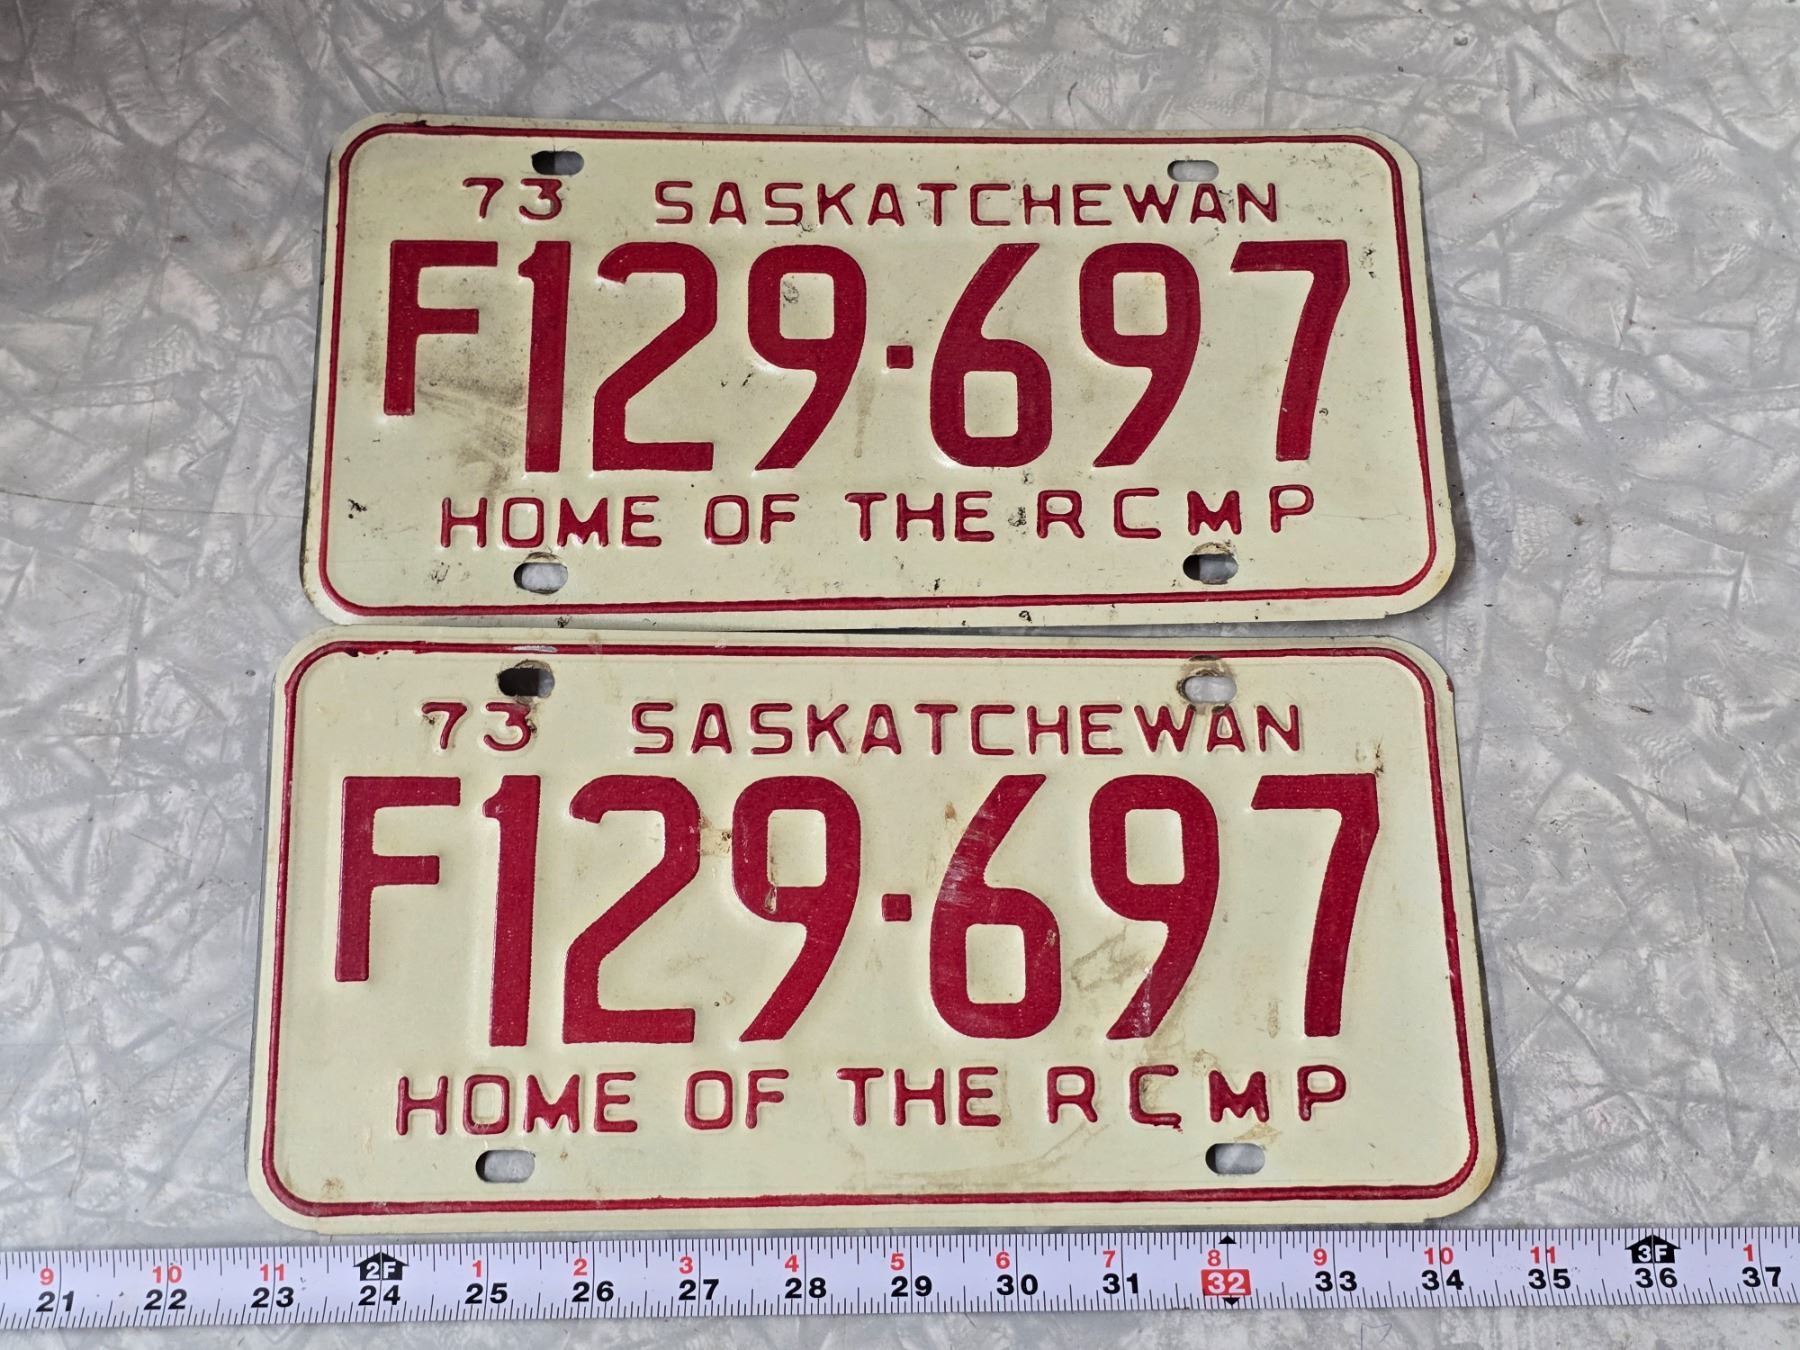 73 SASKATCHEWAN
F129·697
HOME OF THE RCMP
73 SASKATCHEWAN
F129·697
HOME OF THE RCMP
9 10 11 2F 1 2 3 4 5 6 7 8 9 10 11 3F 1
21 22 23 24 25 26 27 28 29 30 31 32 33 34 35 36 37